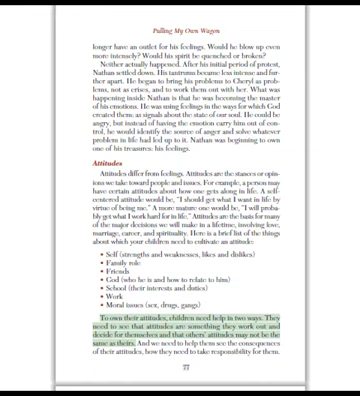 Pulling My Own Wagon
longer have an outlet for his feelings. Would he blow up even
more intensely? Would his spirit be quenched or broken?
Neither actually happened. After his initial period of protest,
Nathan settled down. His tantrums became less intense and fur-
ther apart. He began to bring his problems to Cheryl as prob-
lems, not as crises, and to work them out with her. What was
happening inside Nathan is that he was becoming the master
of his emotions. He was using feelings in the ways for which God
created them: as signals about the state of our soul. He could be
angry, but instead of having the emotion carry him out of con-
trol, he would identify the source of anger and solve whatever
problem in life had led up to it. Nathan was beginning to own
one of his treasures: his feelings.
Attitudes
Attitudes differ from feelings. Attitudes are the stances or opin-
ions we take toward people and issues. For example, a person may
have certain attitudes about how one gets along in life. A self-
centered attitude would be, "I should get what I want in life by
virtue of being me." A more mature one would be, "I will proba-
bly get what I work hard for in life." Attitudes are the basis for many
of the major decisions we will make in a lifetime, involving love,
marriage, career, and spirituality. Here is a brief list of the things
about which your children need to cultivate an attitude:
• Self (strengths and weaknesses, likes and dislikes)
• Family role
• Friends
• God (who he is and how to relate to him)
• School (their interests and duties)
• Work
• Moral issues (sex, drugs, gangs)
To own their attitudes, children need help in two ways. They
need to see that attitudes are something they work out and
decide for themselves and that others' attitudes may not be the
same as theirs. And we need to help them see the consequences
of their attitudes, how they need to take responsibility for them.
77